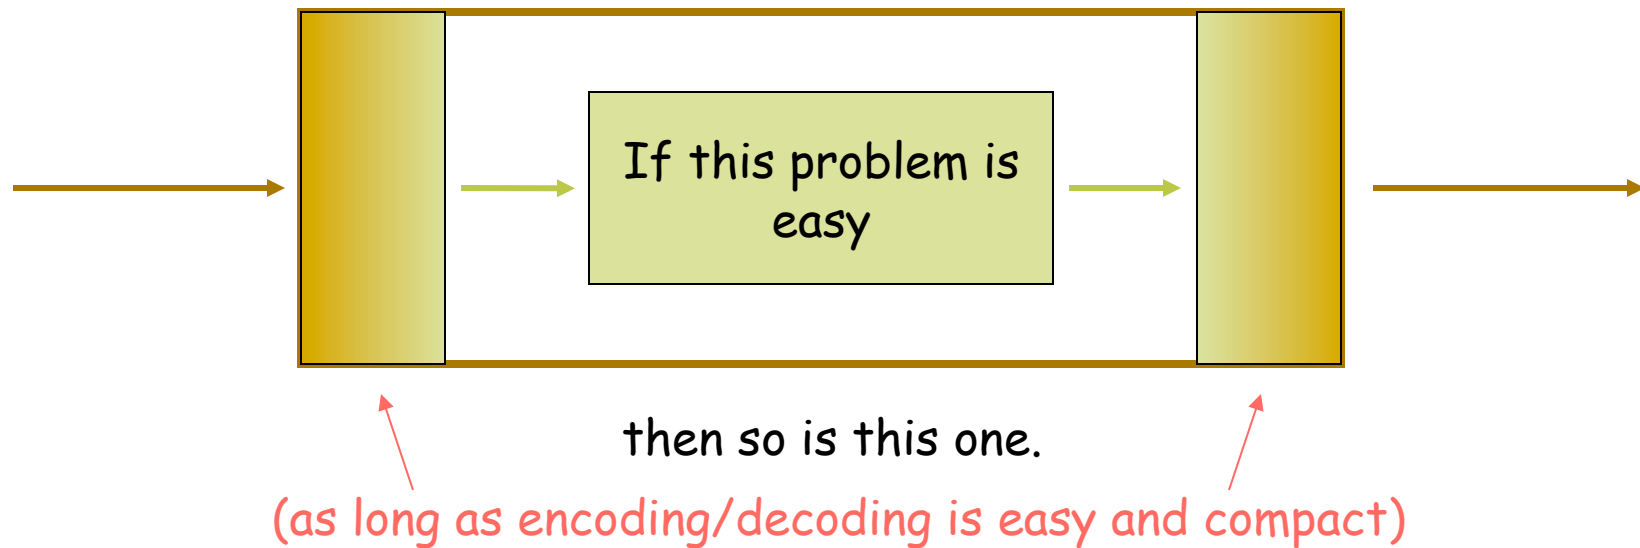 If this problem is
easy
then so is this one.
(as long as encoding/decoding is easy and compact)